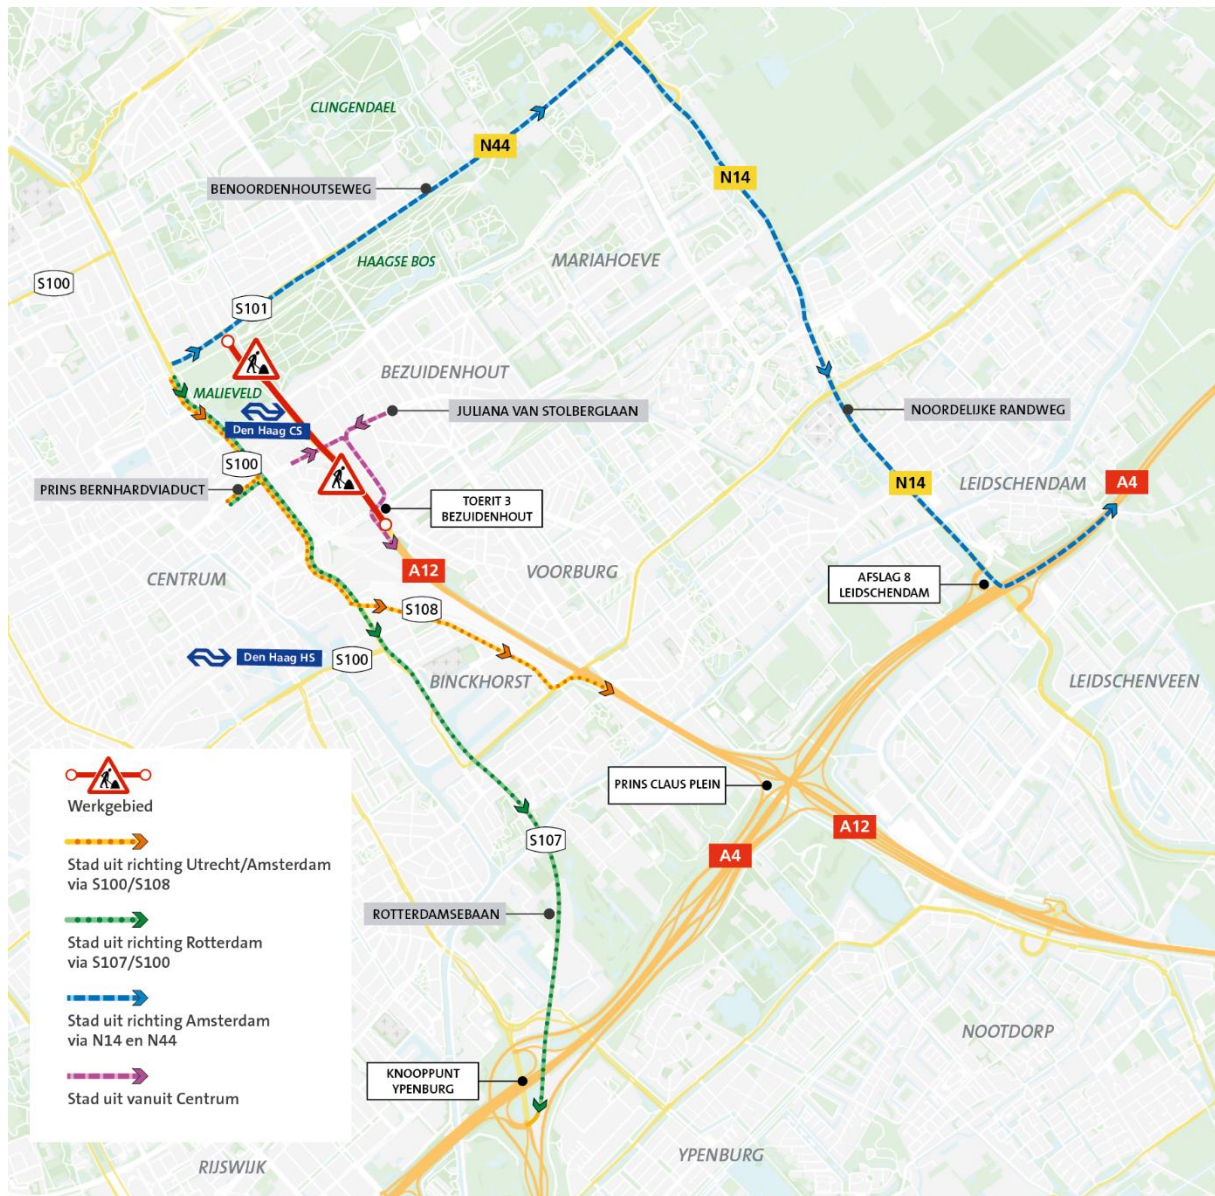 CLINGENDAEL
N44
BENOORDENHOUTSEWEG
N14
HAAGSE BOS
MARIAHOEVE
S100
S101
MALIEVELD
BEZUIDENHOUT
JULIANA VAN STOLBERGLAAN
NOORDELIJKE RANDWEG
Den Haag CS
S100
PRINS BERNHARDVIADUCT
TOERIT 3
BEZUIDENHOUT
N14
LEIDSCHENDAM
A4
CENTRUM
A12
VOORBURG
AFSLAG 8
LEIDSCHENDAM
S108
Den Haag HS
S100
BINCKHORST
LEIDSCHENVEEN
PRINS CLAUS PLEIN
A12
A4
S107
ROTTERDAMSEBAAN
NOOTDORP
KNOOPPUNT
YPENBURG
RIJSWIJK
YPENBURG
Werkgebied
Stad uit richting Utrecht/Amsterdam
via S100/S108
Stad uit richting Rotterdam
via S107/S100
Stad uit richting Amsterdam
via N14 en N44
Stad uit vanuit Centrum